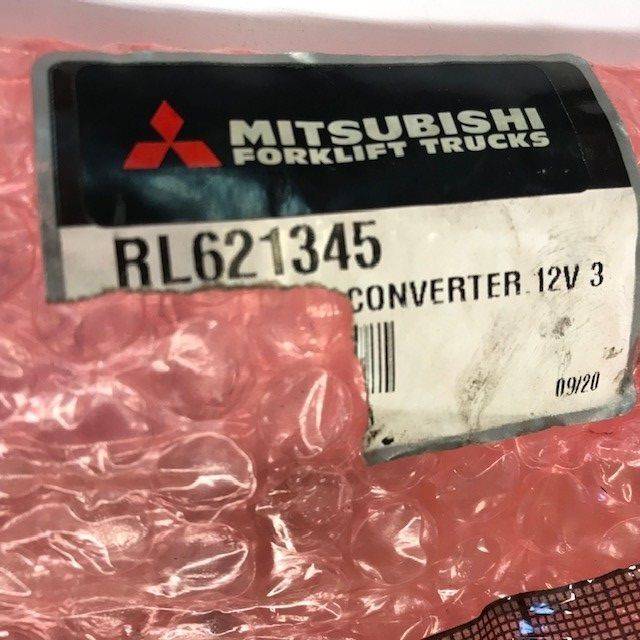 MITSUBISHI
FORKLIFT TRUCKS
RL621345
CONVERTER 12V 3
09/20